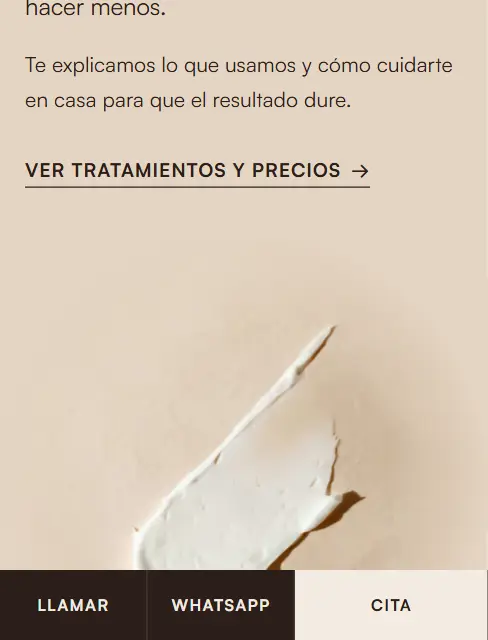 hacer menos.
Te explicamos lo que usamos y cómo cuidarte
en casa para que el resultado dure.
VER TRATAMIENTOS Y PRECIOS →
LLAMAR
WHATSAPP
CITA